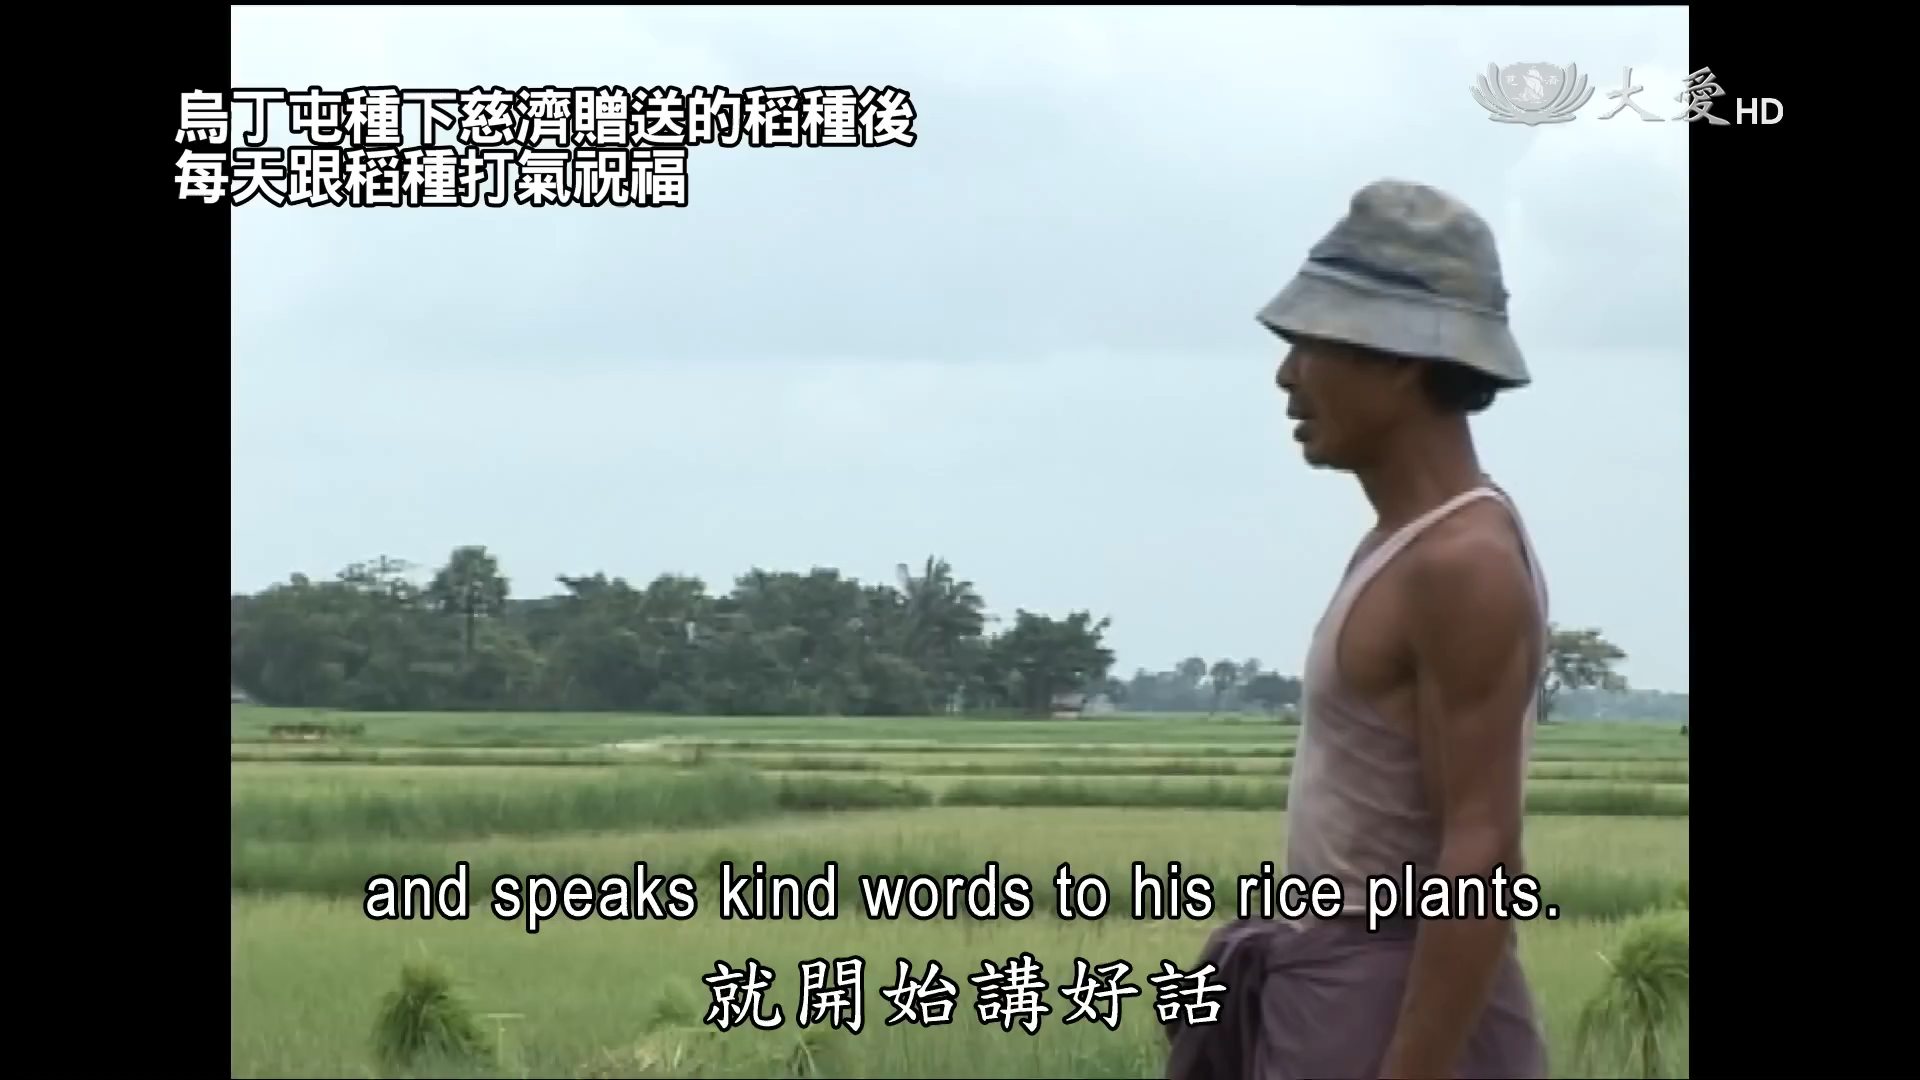 烏丁屯種下慈濟贈送的稻種後
每天跟稻種打氣祝福
大愛HD
and speaks kind words to his rice plants.
就開始講好話